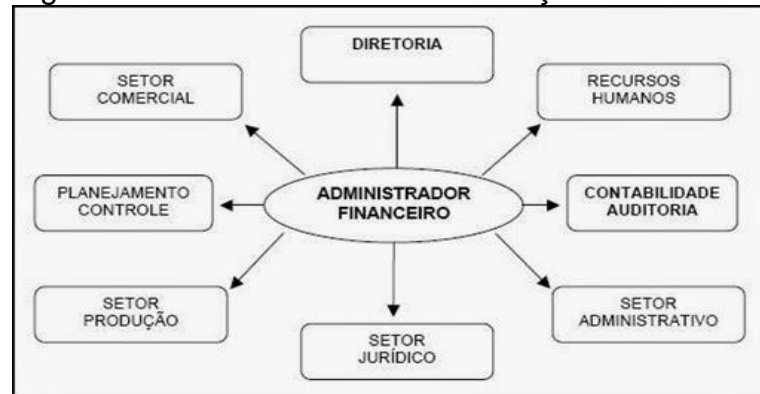 DIRETORIA
SETOR
COMERCIAL
RECURSOS
HUMANOS
PLANEJAMENTO
CONTROLE
ADMINISTRADOR
FINANCEIRO
CONTABILIDADE
AUDITORIA
SETOR
PRODUÇÃO
SETOR
JURÍDICO
SETOR
ADMINISTRATIVO